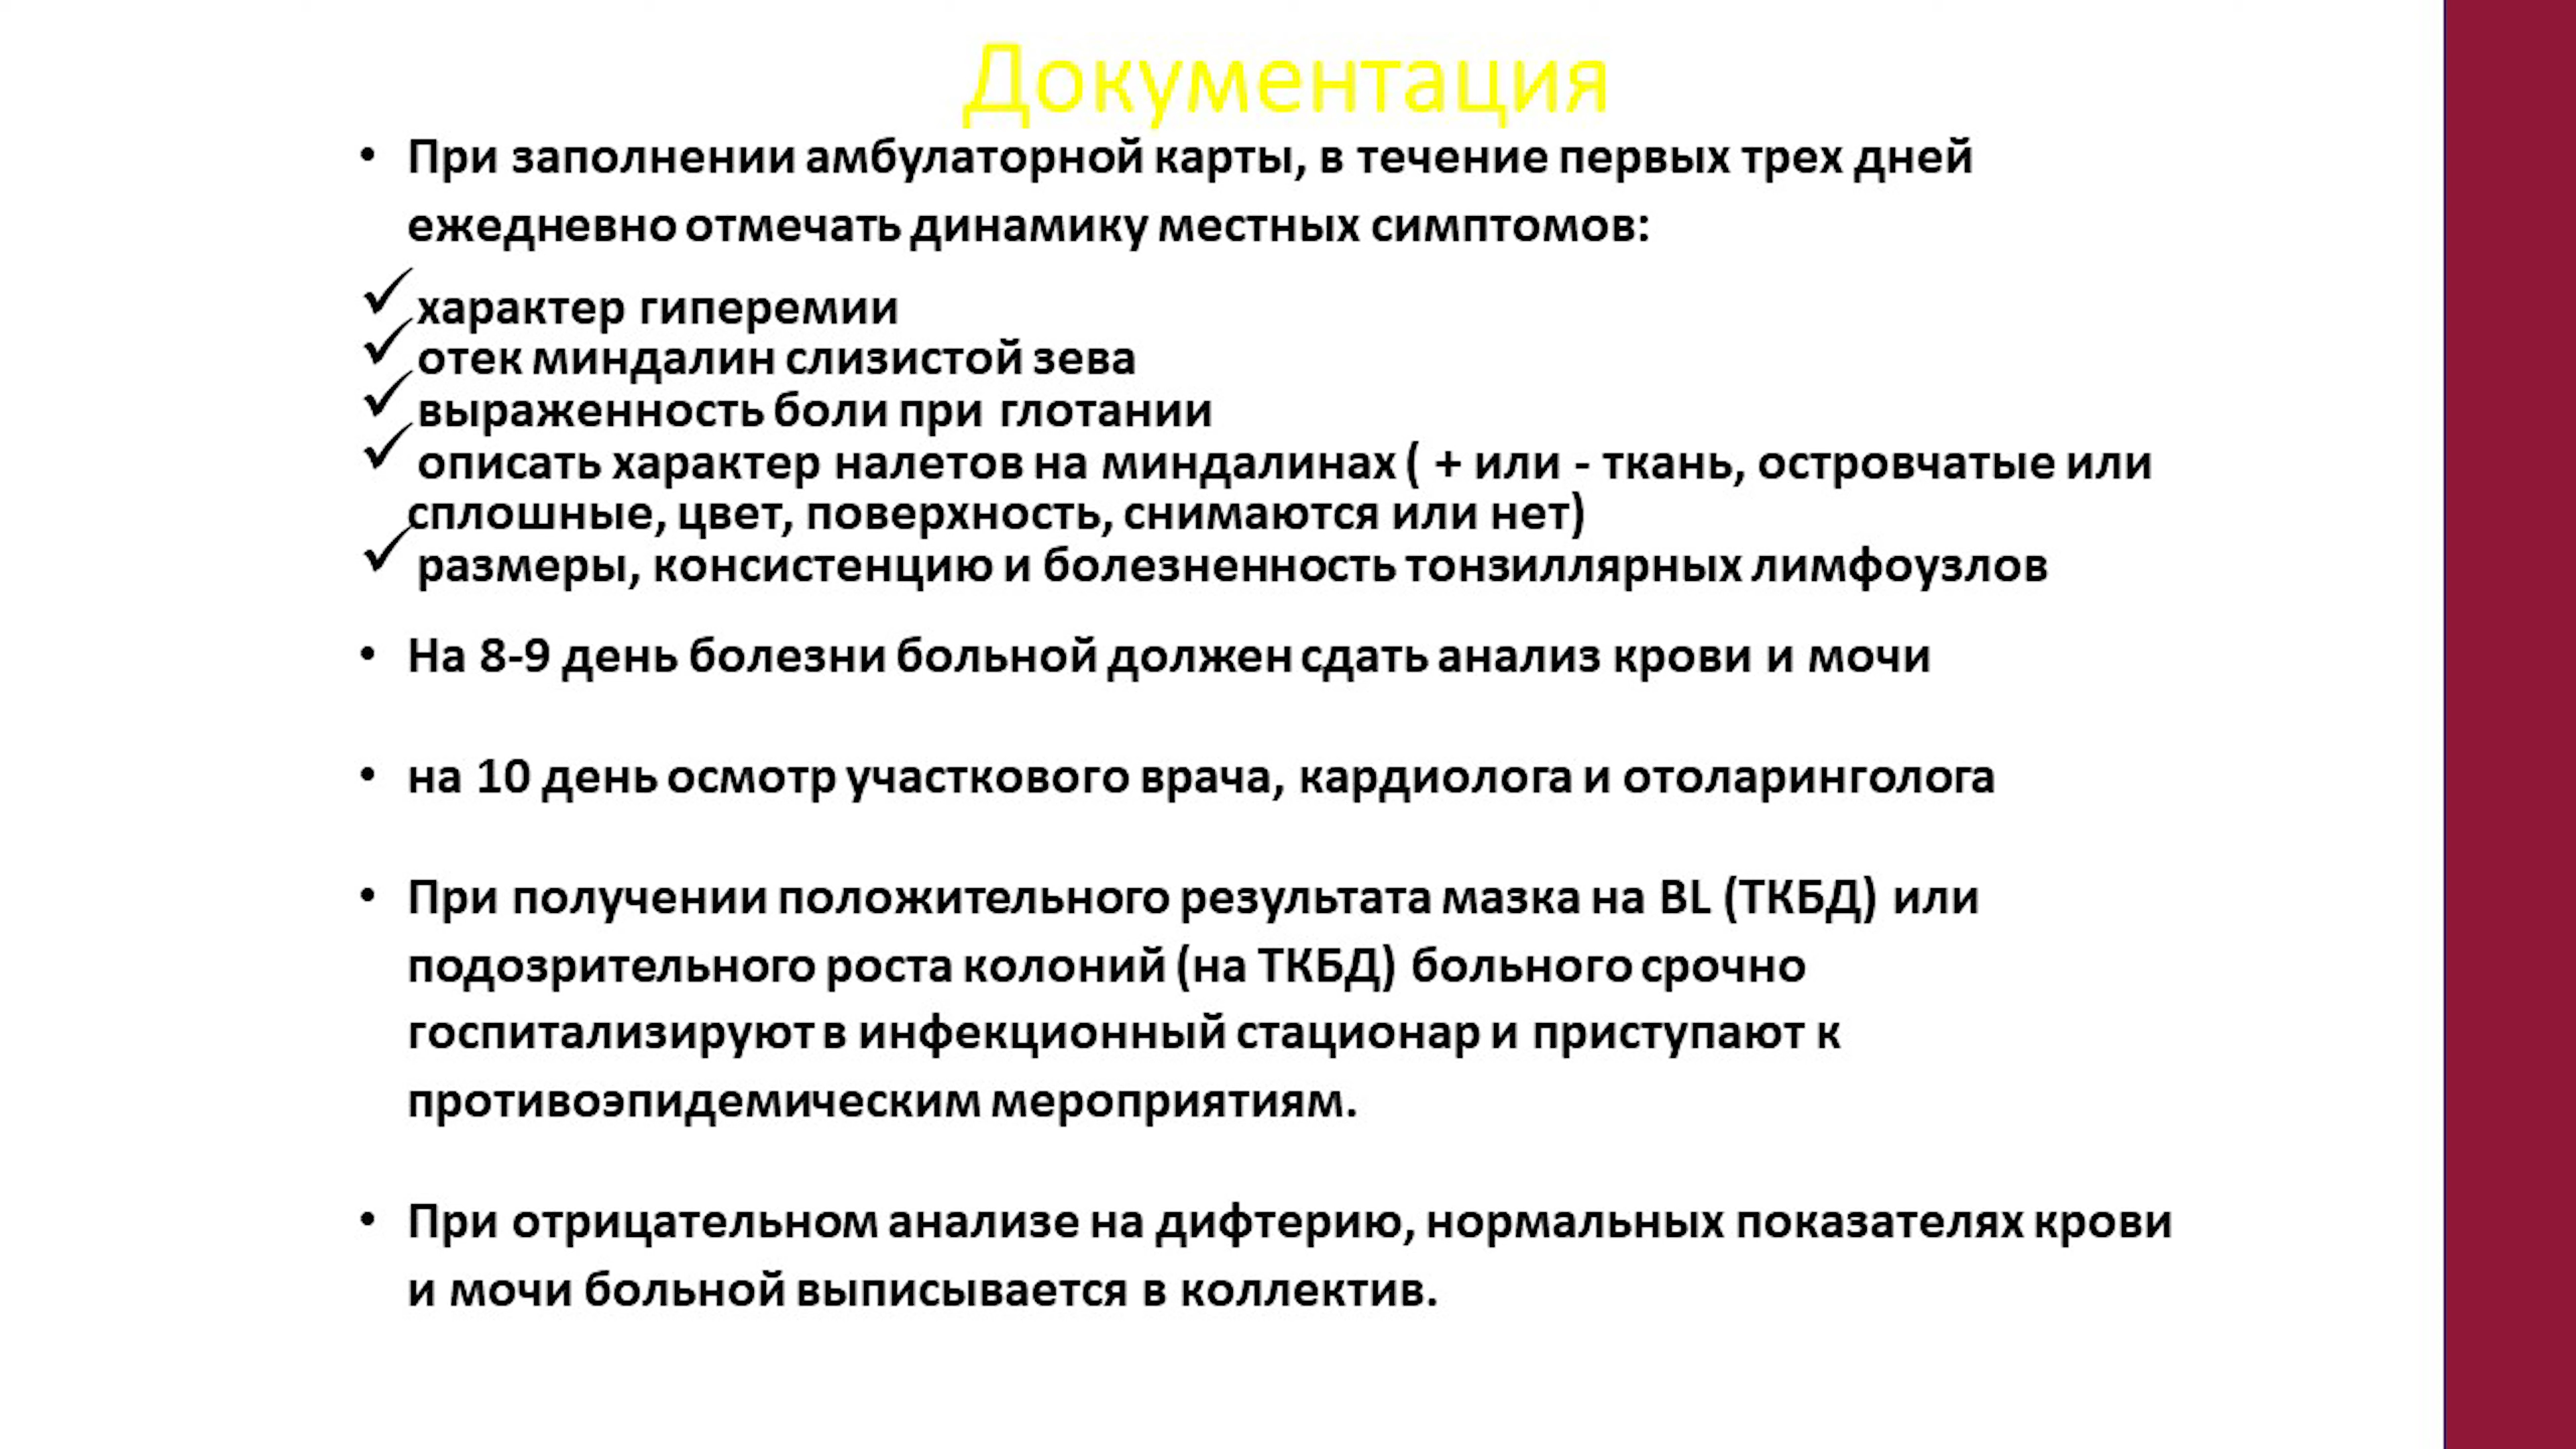 Документация
• При заполнении амбулаторной карты, в течение первых трех дней
ежедневно отмечать динамику местных симптомов:
✓ характер гиперемии
✓ отек миндалин слизистой зева
✓ выраженность боли при глотании
✓ описать характер налетов на миндалинах ( + или - ткань, островчатые или
сплошные, цвет, поверхность, снимаются или нет)
✓ размеры, консистенцию и болезненность тонзиллярных лимфоузлов
• На 8-9 день болезни больной должен сдать анализ крови и мочи
• на 10 день осмотр участкового врача, кардиолога и отоларинголога
• При получении положительного результата мазка на BL (ТКБД) или
подозрительного роста колоний (на ТКБД) больного срочно
госпитализируют в инфекционный стационар и приступают к
противоэпидемическим мероприятиям.
• При отрицательном анализе на дифтерию, нормальных показателях крови
и мочи больной выписывается в коллектив.